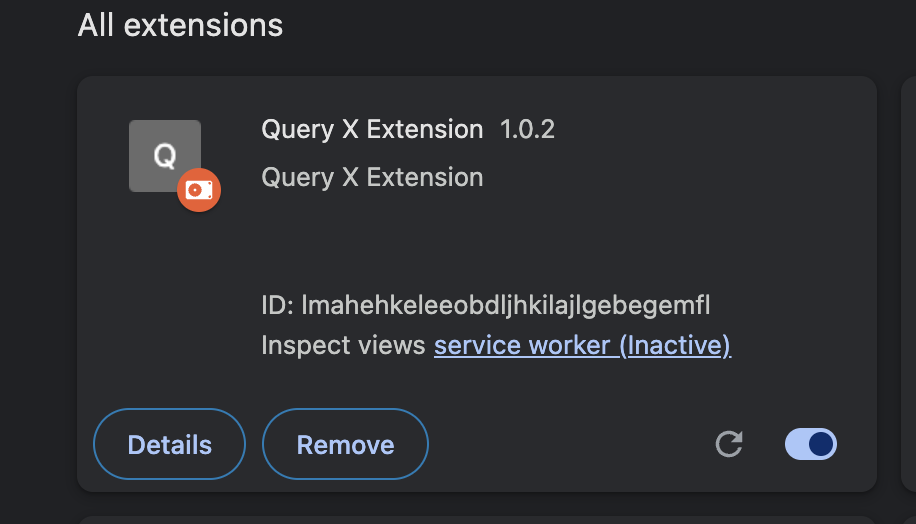 All extensions
Q
Query X Extension 1.0.2
Query X Extension
ID: lmahehkeleeobdljhkilajlgebegemfl
Inspect views service worker (Inactive)
Details
Remove